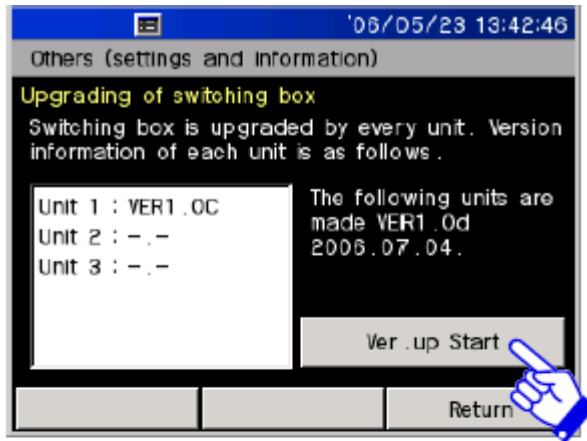 '06/05/23 13:42:46
Others (settings and information)
Upgrading of switching box
Switching box is upgraded by every unit. Version
information of each unit is as follows.
Unit 1 : VER1.0C
Unit 2 : -.-
Unit 3 : -.-
The following units are
made VER1.0d
2006.07.04.
Ver.up Start
Return